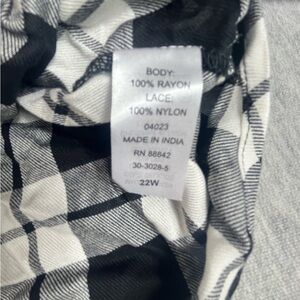 BODY:
100% RAYON
LACE:
100% NYLON
04023
MADE IN INDIA
RN 88842
30-3028-5
22W